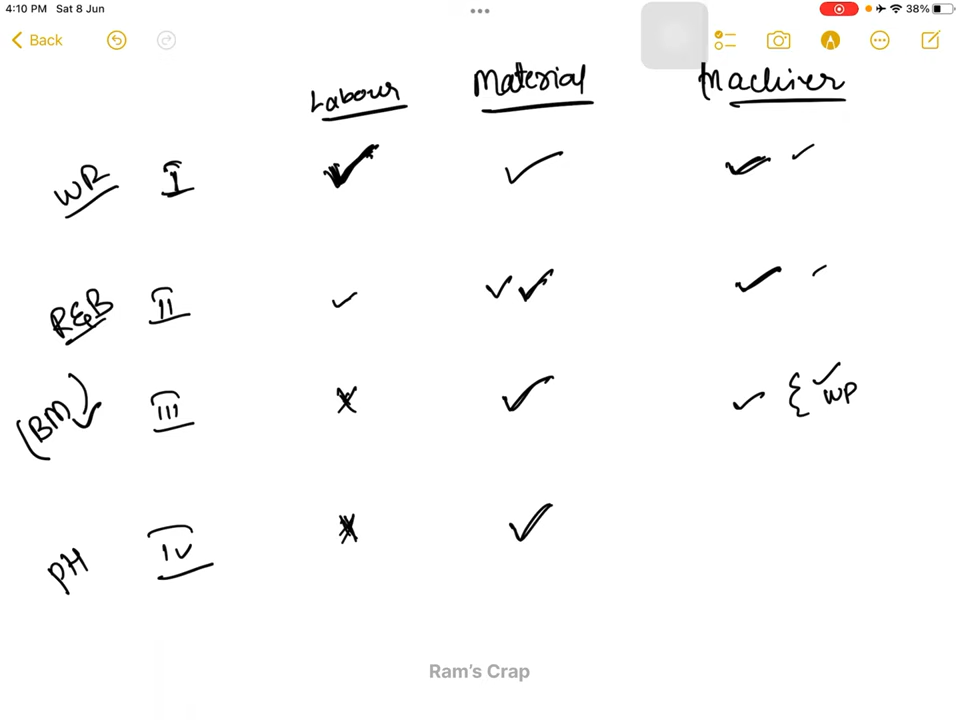 4:10 PM Sat 8 Jun 38%
Back
Labour Material Machiner
WR I
R&B II
(BM) III { WP
PH IV
Ram's Crap